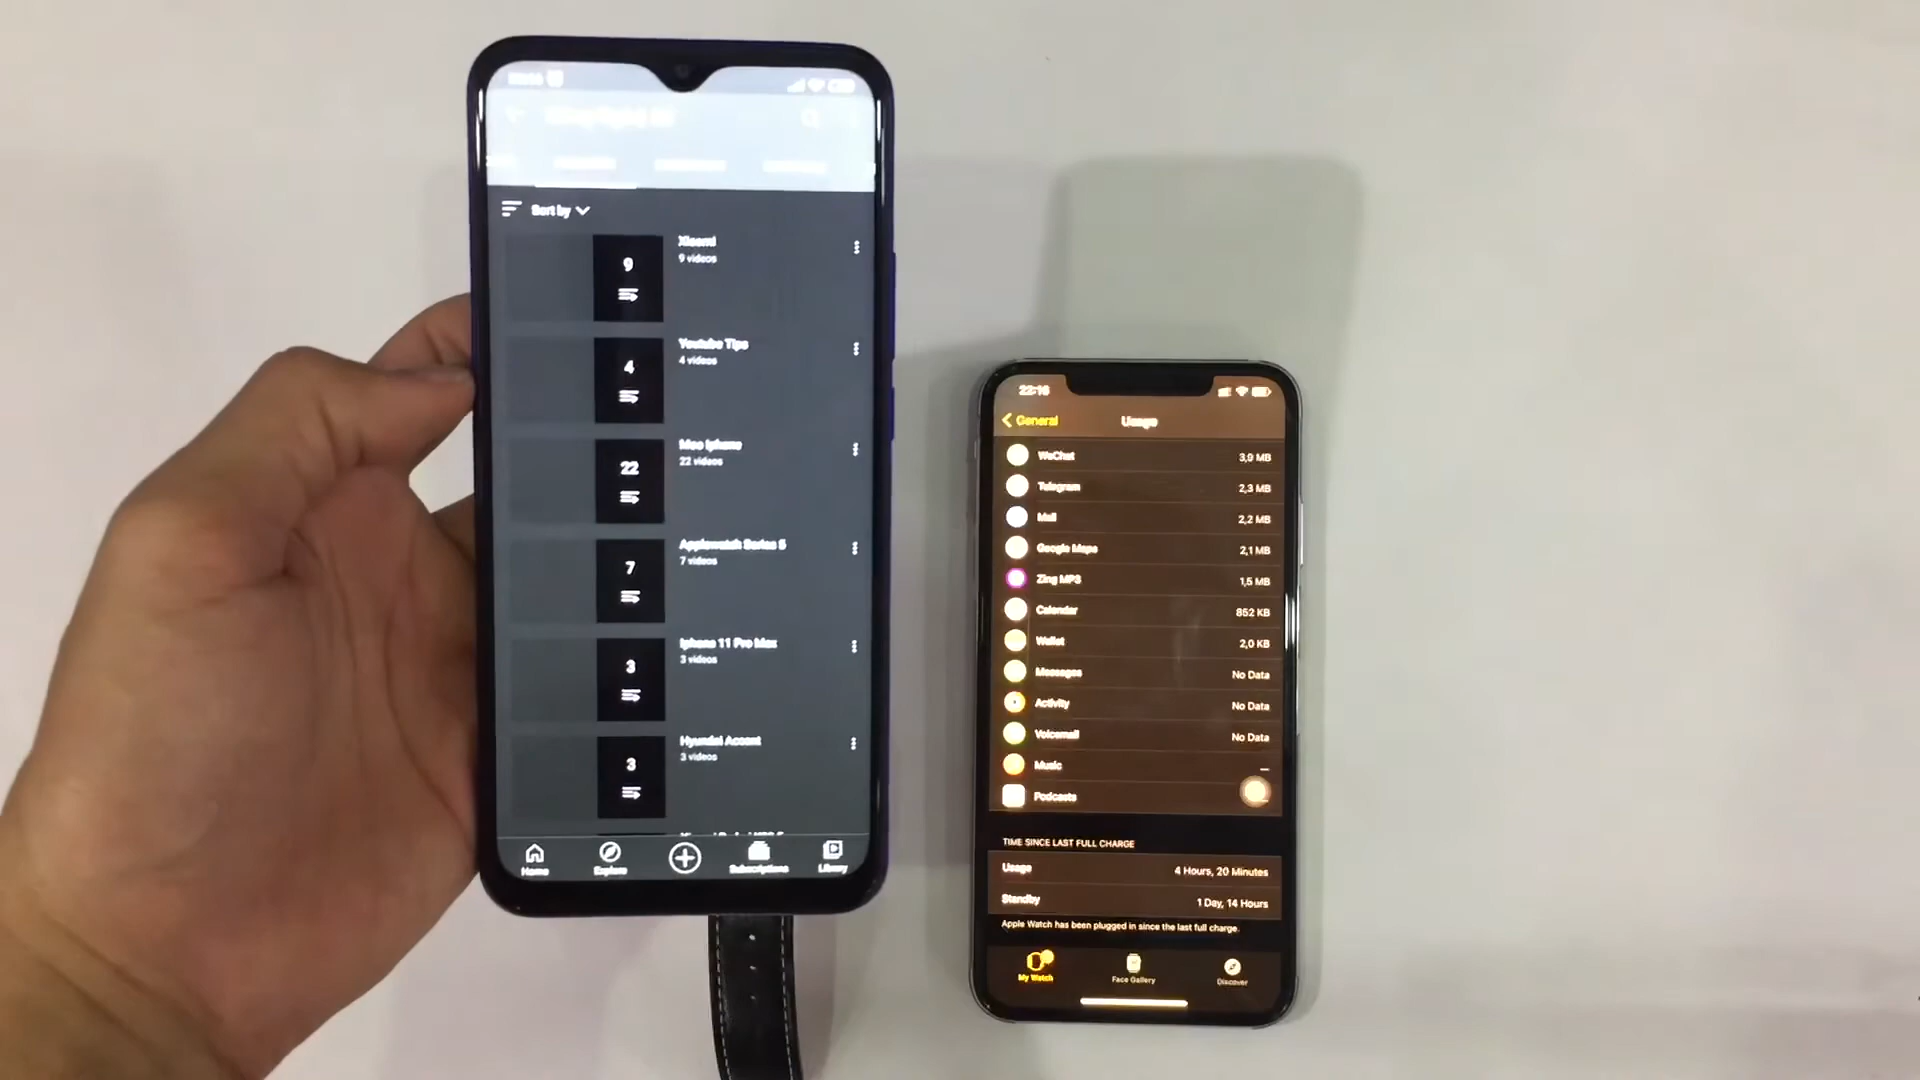 Sort by
9
Xiaomi
9 videos
4
Youtube Tips
4 videos
22
Meo Iphone
22 videos
7
Applewatch Series 5
7 videos
3
Iphone 11 Pro Max
3 videos
3
Hyundai Accent
3 videos
Home
Explore
Subscriptions
Library
22:16
General
Usage
WeChat
3,9 MB
Telegram
2,3 MB
Mail
2,2 MB
Google Maps
2,1 MB
Zing MP3
1,5 MB
Calendar
852 KB
Wallet
2,0 KB
Messages
No Data
Activity
No Data
Voicemail
No Data
Music
–
Podcasts
TIME SINCE LAST FULL CHARGE
Usage
4 Hours, 20 Minutes
Standby
1 Day, 14 Hours
Apple Watch has been plugged in since the last full charge.
My Watch
Face Gallery
Discover